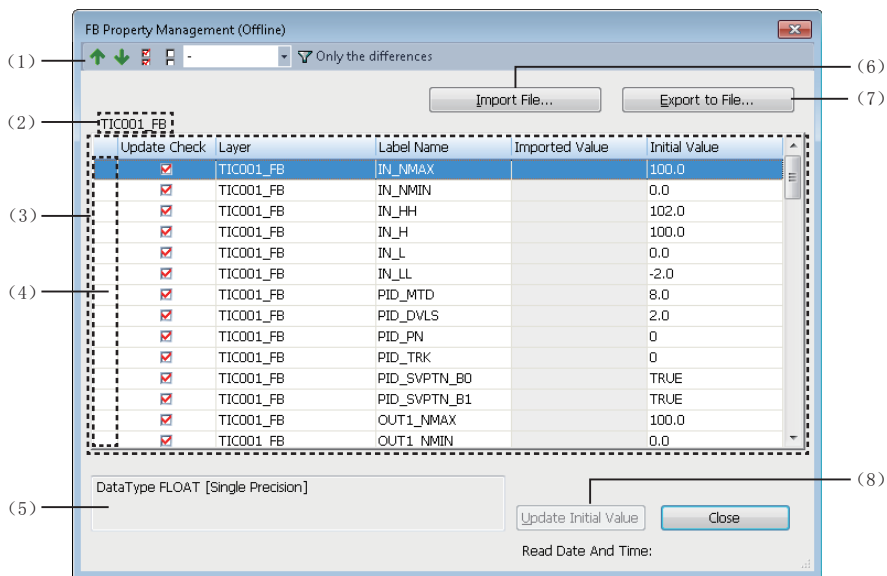 FB Property Management (Offline)
(1)
-
Only the differences
(6)
Import File...
Export to File...
(7)
(2)
TIC001_FB
Update Check Layer Label Name Imported Value Initial Value
TIC001_FB IN_NMAX 100.0
TIC001_FB IN_NMIN 0.0
(3)
TIC001_FB IN_HH 102.0
TIC001_FB IN_H 100.0
TIC001_FB IN_L 0.0
TIC001_FB IN_LL -2.0
(4)
TIC001_FB PID_MTD 8.0
TIC001_FB PID_DVLS 2.0
TIC001_FB PID_PN 0
TIC001_FB PID_TRK 0
TIC001_FB PID_SVPTN_B0 TRUE
TIC001_FB PID_SVPTN_B1 TRUE
TIC001_FB OUT1_NMAX 100.0
TIC001_FB OUT1_NMIN 0.0
(8)
DataType FLOAT [Single Precision]
(5)
Update Initial Value
Close
Read Date And Time: